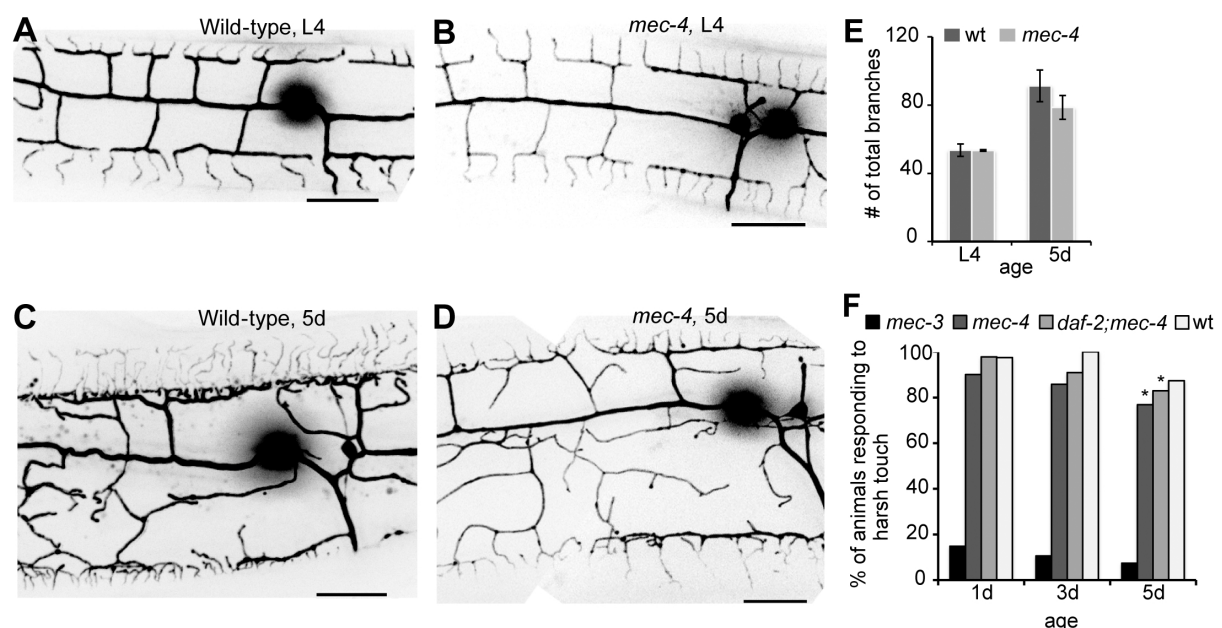 A
Wild-type, L4
B
mec-4, L4
C
Wild-type, 5d
D
mec-4, 5d
E
wt mec-4
# of total branches
120
80
40
0
L4 5d
age
F
mec-3 mec-4 daf-2;mec-4 wt
% of animals responding to
harsh touch
100
80
60
40
20
0
* *
1d 3d 5d
age